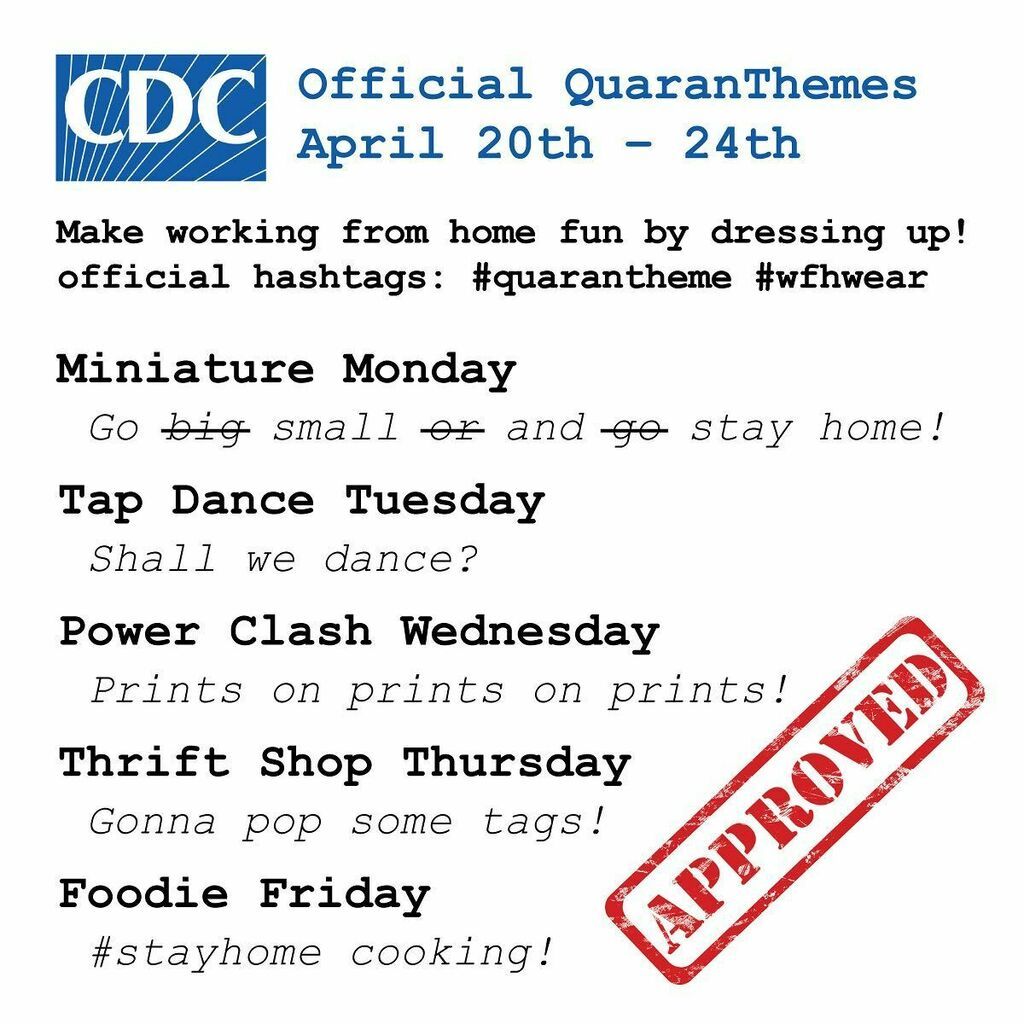 CDC
Official QuaranThemes
April 20th – 24th
Make working from home fun by dressing up!
official hashtags: #quarantheme #wfhwear
Miniature Monday
Go big small or and go stay home!
Tap Dance Tuesday
Shall we dance?
Power Clash Wednesday
Prints on prints on prints!
Thrift Shop Thursday
Gonna pop some tags!
Foodie Friday
#stayhome cooking!
APPROVED